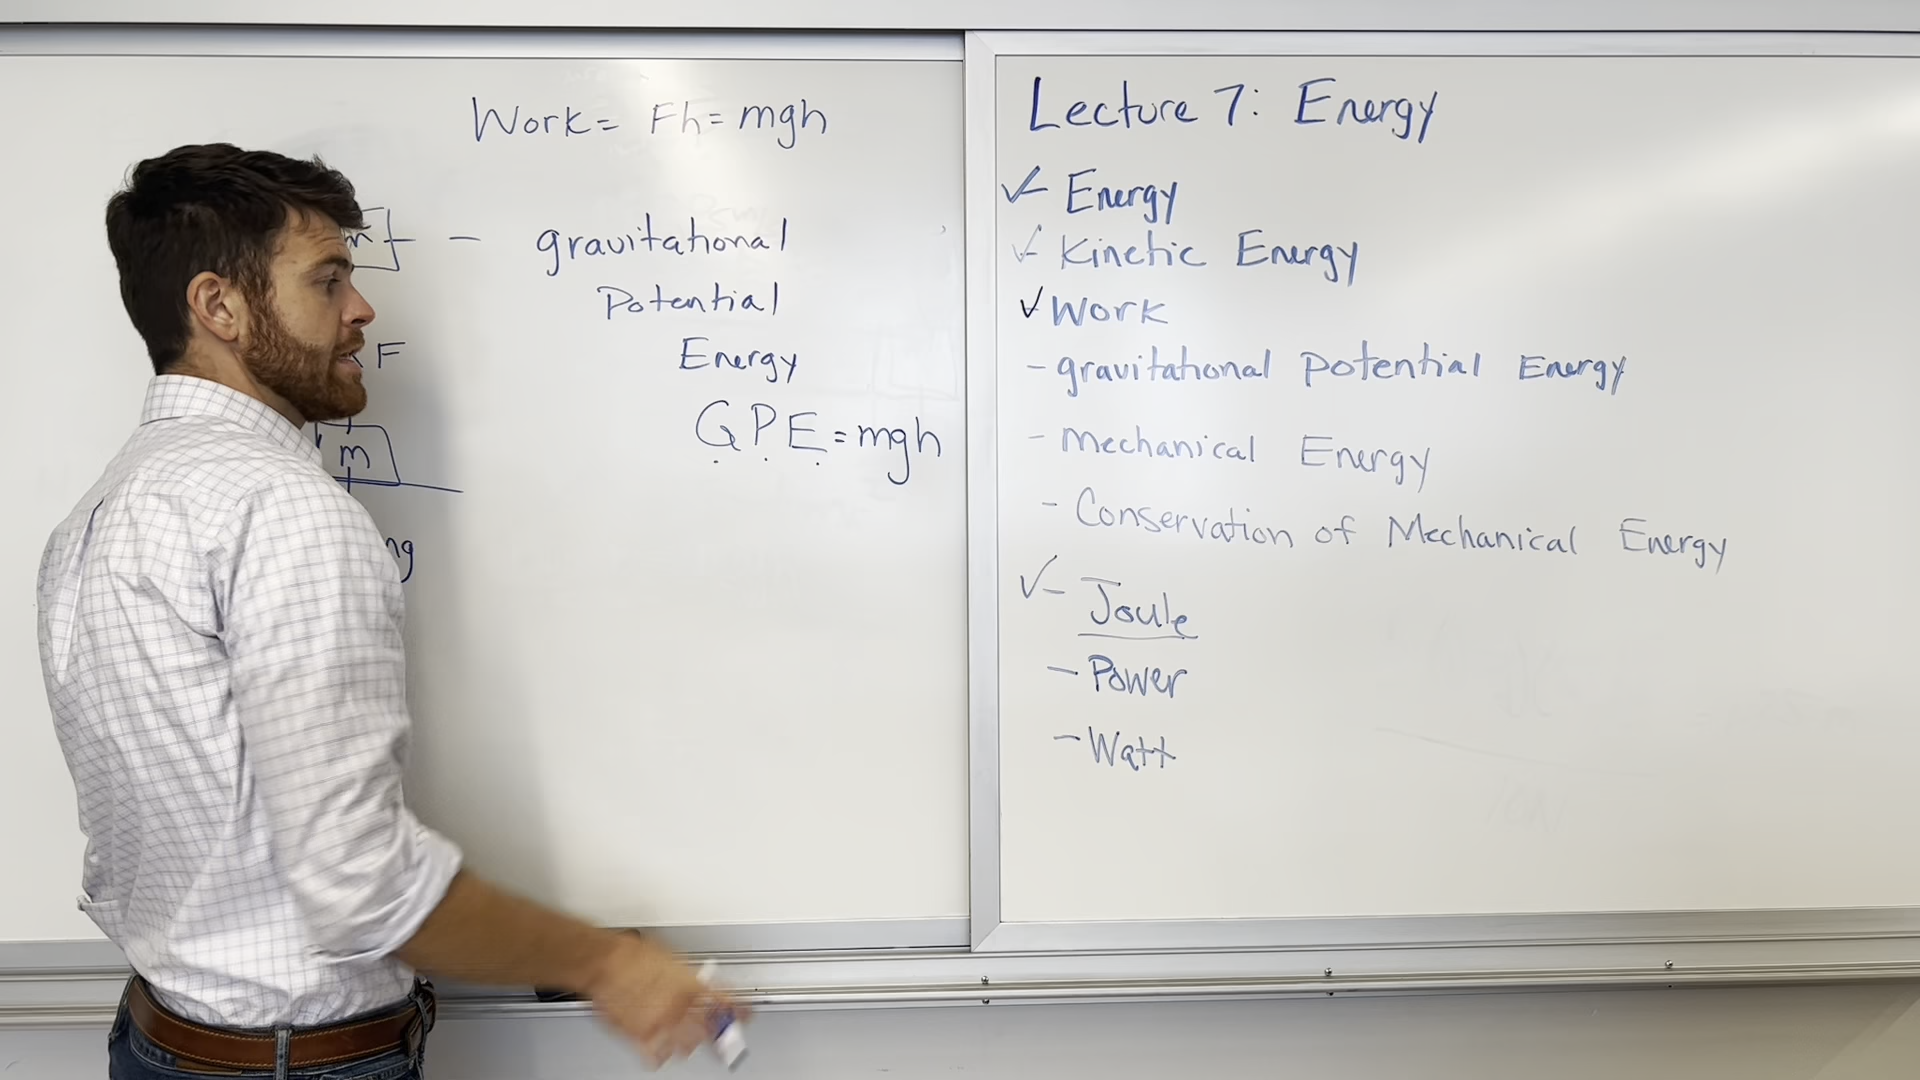 Work = Fh = mgh
m
gravitational
Potential
Energy
F
GPE = mgh
m
Lecture 7: Energy
✓ Energy
✓ Kinetic Energy
✓ Work
- gravitational Potential Energy
- Mechanical Energy
- Conservation of Mechanical Energy
✓- Joule
- Power
- Watt